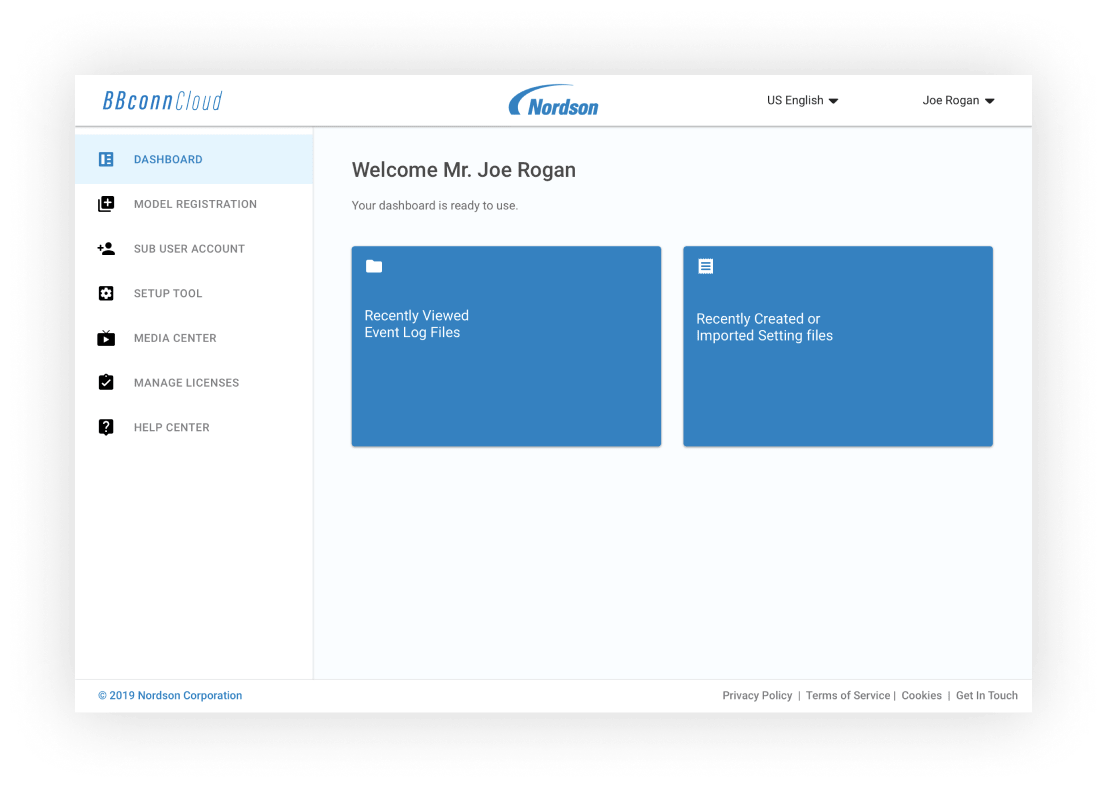 BBconnCloud
Nordson
US English
Joe Rogan
DASHBOARD
MODEL REGISTRATION
SUB USER ACCOUNT
SETUP TOOL
MEDIA CENTER
MANAGE LICENSES
HELP CENTER
Welcome Mr. Joe Rogan
Your dashboard is ready to use.
Recently Viewed
Event Log Files
Recently Created or
Imported Setting files
© 2019 Nordson Corporation
Privacy Policy | Terms of Service | Cookies | Get In Touch